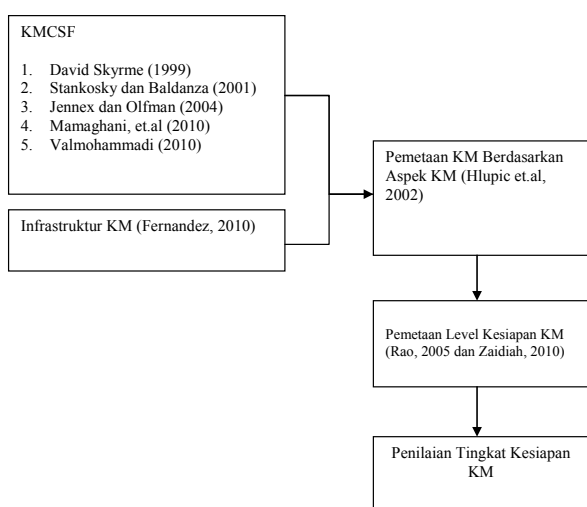 KMCSF
1. David Skyrme (1999)
2. Stankosky dan Baldanza (2001)
3. Jennex dan Olfman (2004)
4. Mamaghani, et.al (2010)
5. Valmohammadi (2010)
Infrastruktur KM (Fernandez, 2010)
Pemetaan KM Berdasarkan
Aspek KM (Hlupic et.al,
2002)
Pemetaan Level Kesiapan KM
(Rao, 2005 dan Zaidiah, 2010)
Penilaian Tingkat Kesiapan
KM